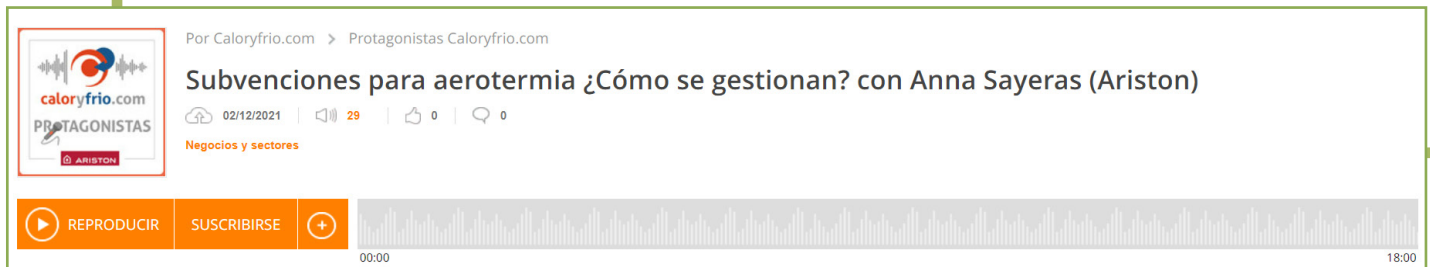 Por Caloryfrio.com > Protagonistas Caloryfrio.com
Subvenciones para aerotermia ¿Cómo se gestionan? con Anna Sayeras (Ariston)
02/12/2021 29 0 0
Negocios y sectores
caloryfrio.com
PROTAGONISTAS
ARISTON
REPRODUCIR SUSCRIBIRSE
00:00 18:00